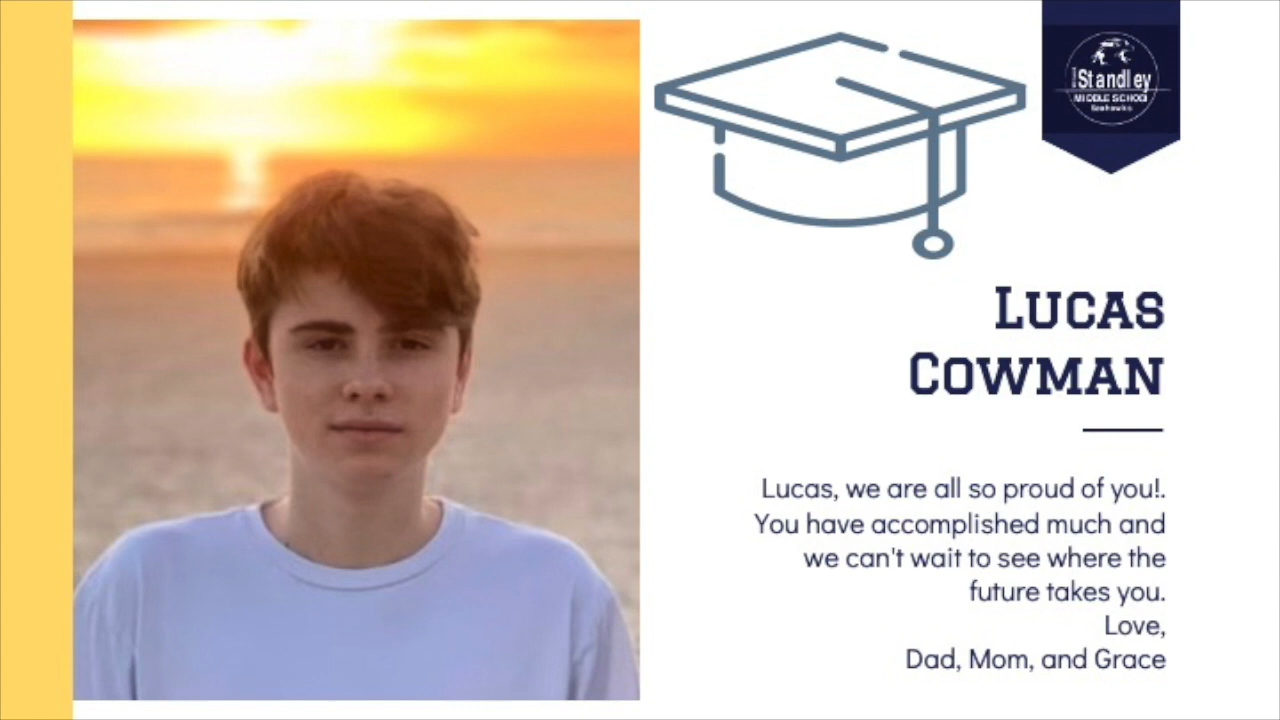 Standley
MIDDLE SCHOOL
Seahawks
Lucas
Cowman
Lucas, we are all so proud of you!.
You have accomplished much and
we can't wait to see where the
future takes you.
Love,
Dad, Mom, and Grace